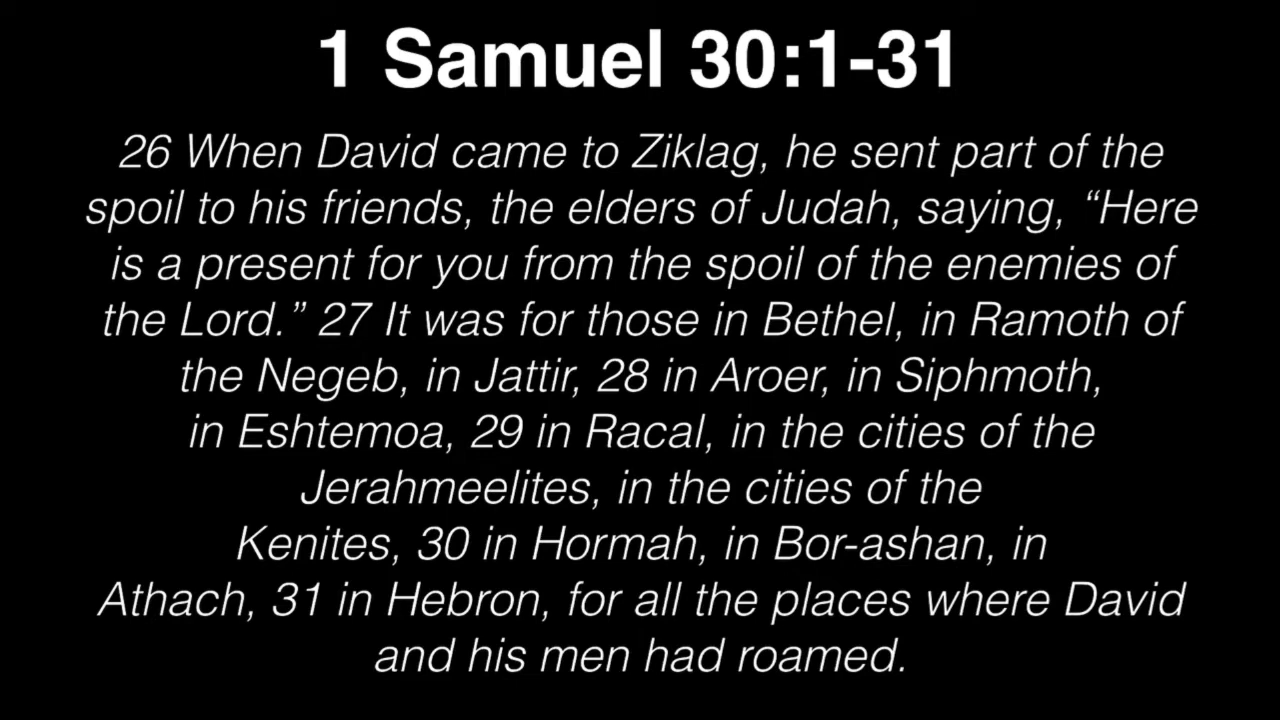 1 Samuel 30:1-31
26 When David came to Ziklag, he sent part of the
spoil to his friends, the elders of Judah, saying, “Here
is a present for you from the spoil of the enemies of
the Lord.” 27 It was for those in Bethel, in Ramoth of
the Negeb, in Jattir, 28 in Aroer, in Siphmoth,
in Eshtemoa, 29 in Racal, in the cities of the
Jerahmeelites, in the cities of the
Kenites, 30 in Hormah, in Bor-ashan, in
Athach, 31 in Hebron, for all the places where David
and his men had roamed.